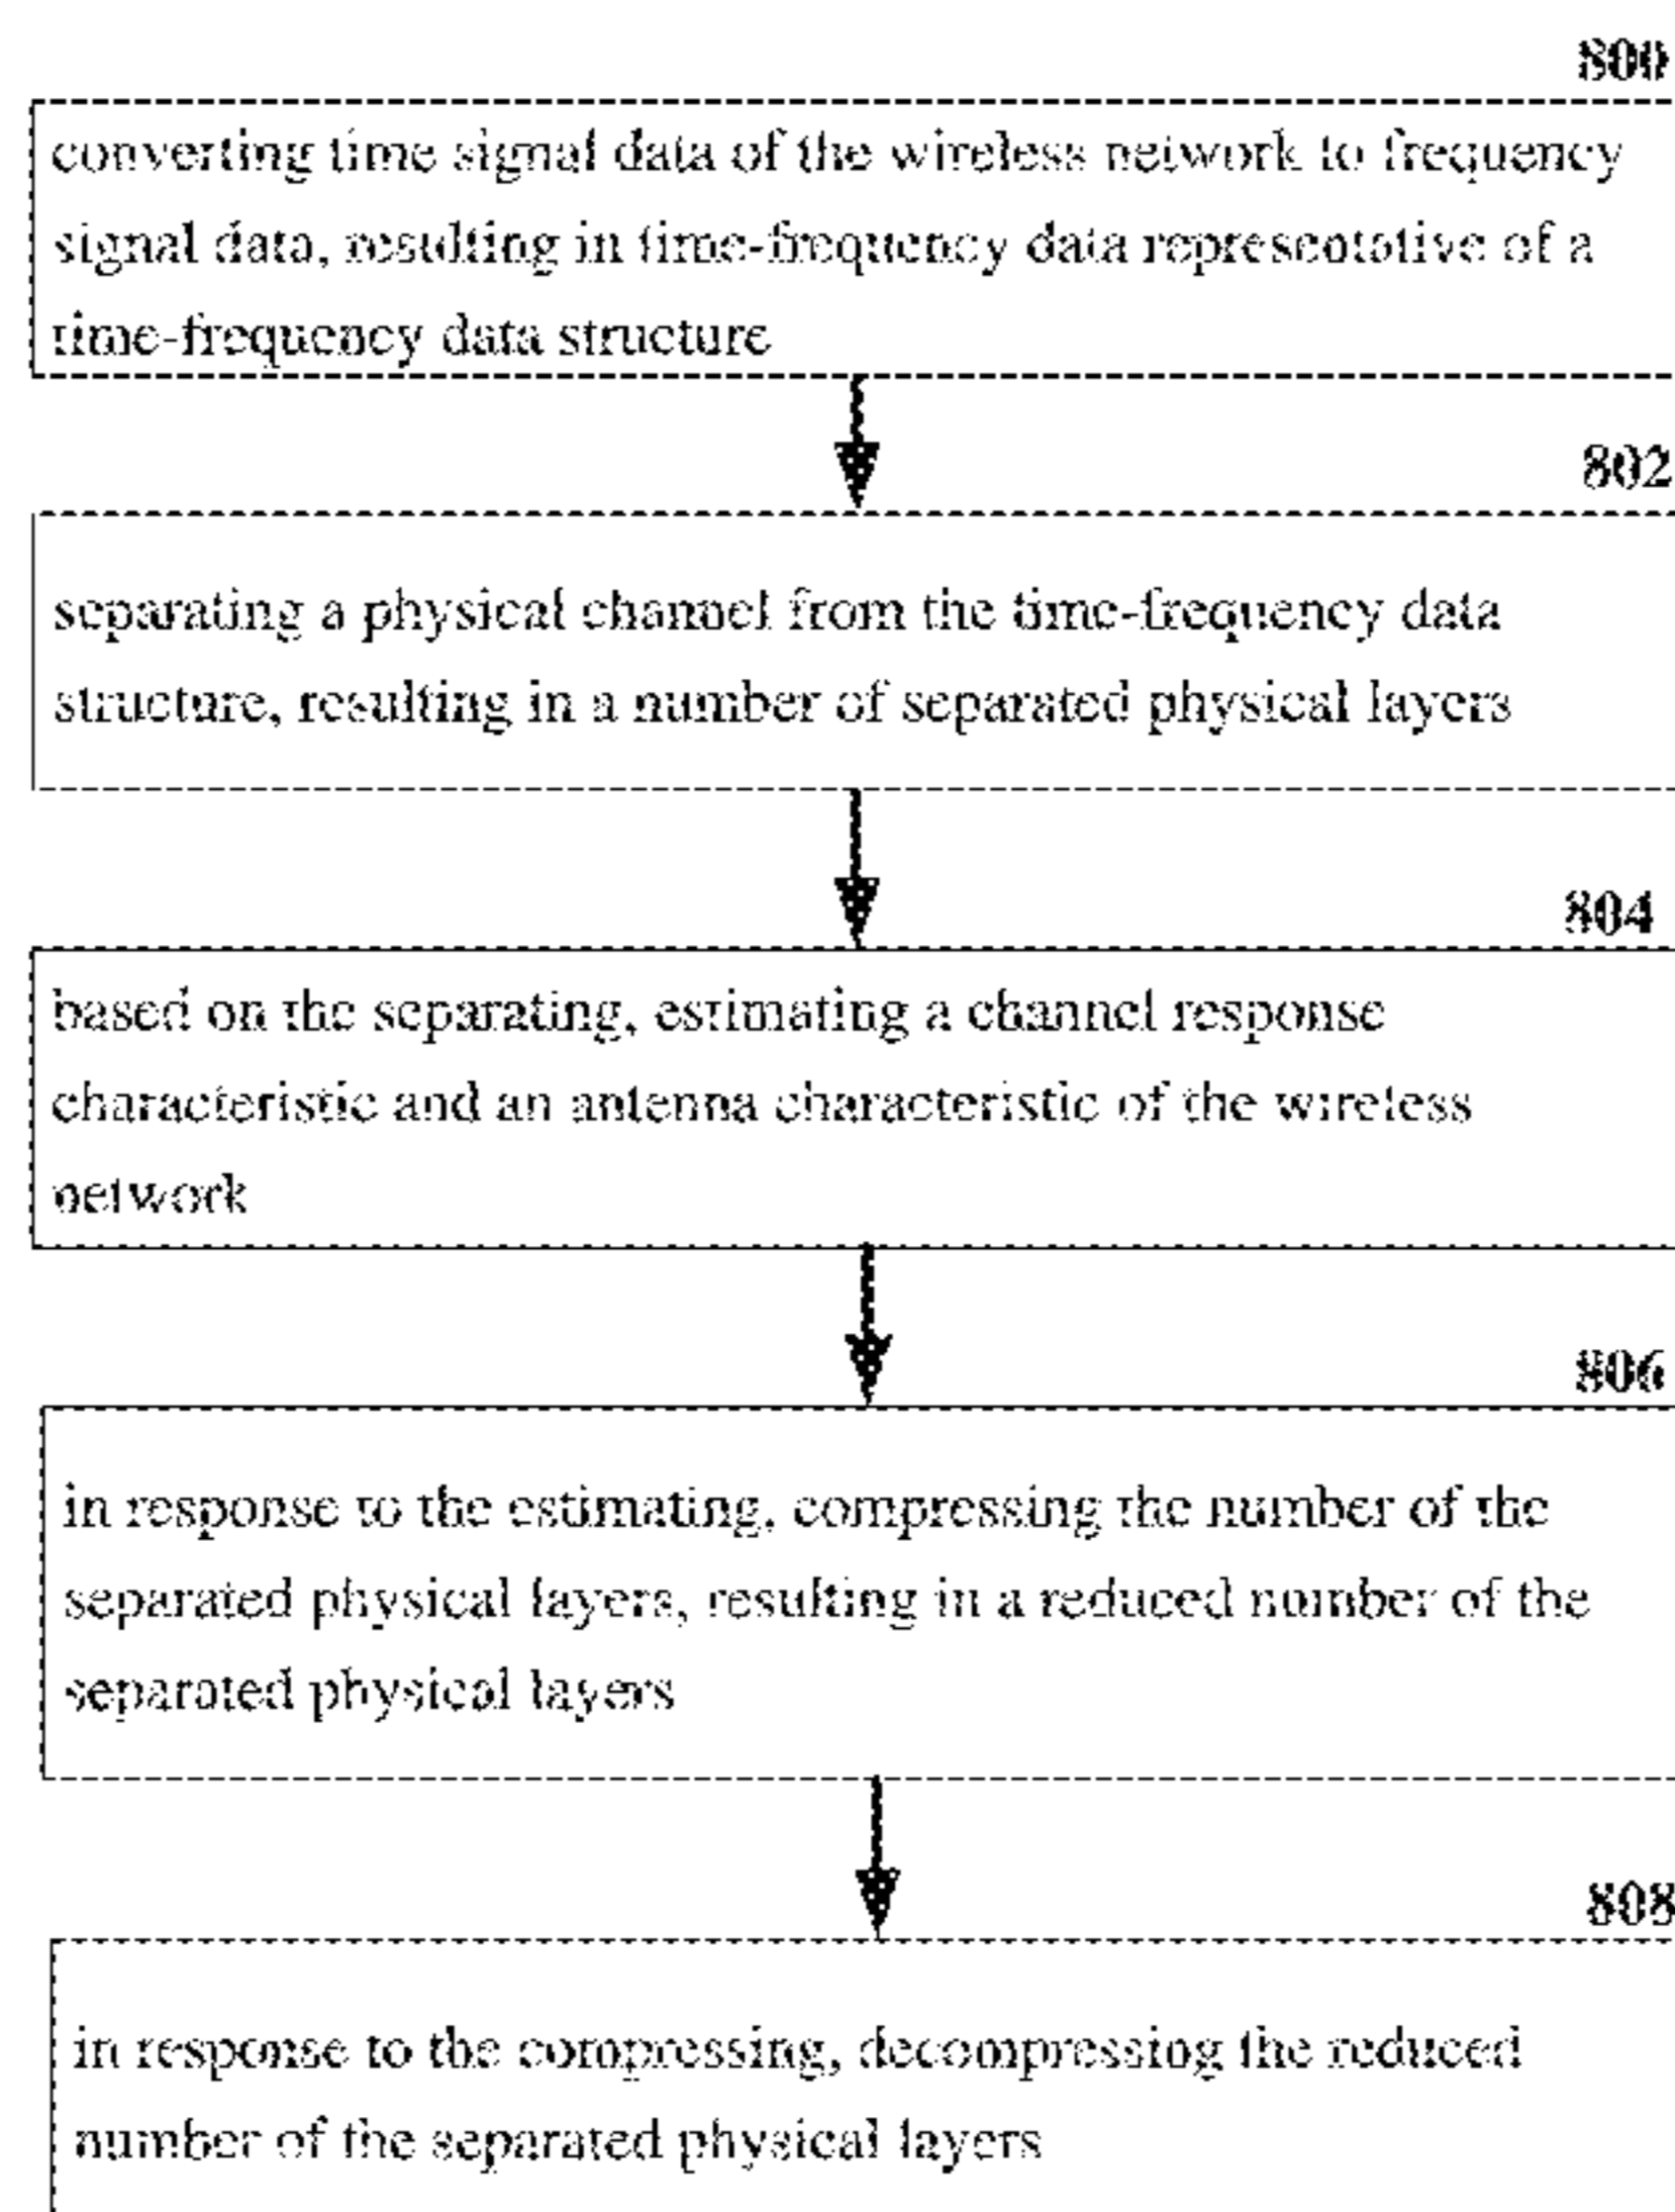 800
converting time signal data of the wireless network to frequency
signal data, resulting in time-frequency data representative of a
time-frequency data structure
802
separating a physical channel from the time-frequency data
structure, resulting in a number of separated physical layers
804
based on the separating, estimating a channel response
characteristic and an antenna characteristic of the wireless
network
806
in response to the estimating, compressing the number of the
separated physical layers, resulting in a reduced number of the
separated physical layers
808
in response to the compressing, decompressing the reduced
number of the separated physical layers